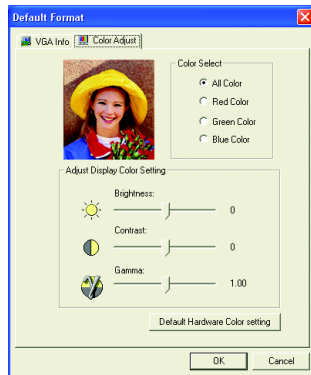 Default Format
VGA Info
Color Adjust
Color Select
All Color
Red Color
Green Color
Blue Color
Adjust Display Color Setting
Brightness:
0
Contrast:
0
Gamma:
1.00
Default Hardware Color setting
OK
Cancel